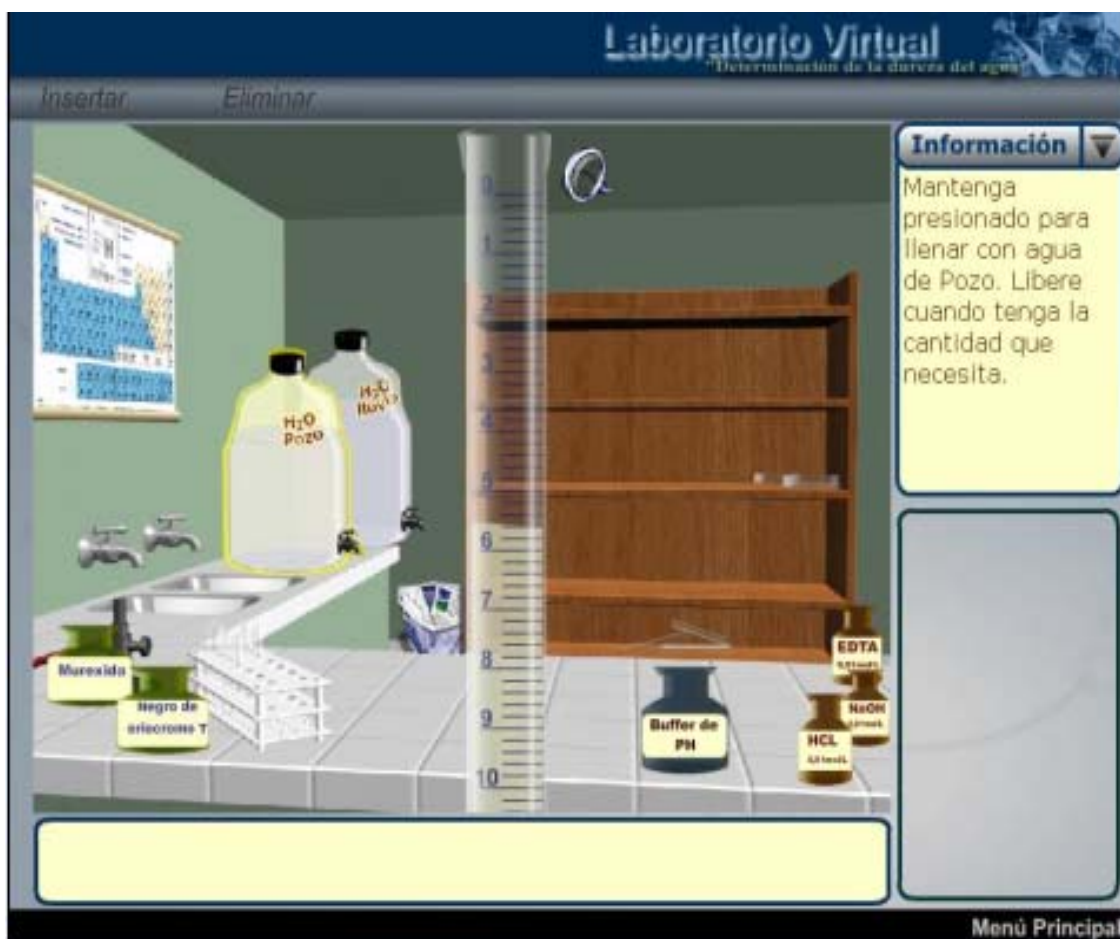 Laboratorio Virtual
"Determinación de la dureza del agua"
Insertar
Eliminar
Información
Mantenga
presionado para
llenar con agua
de Pozo. Libere
cuando tenga la
cantidad que
necesita.
H₂O
Pozo
H₂O
lluvia
0
1
2
3
4
5
6
7
8
9
10
Murexida
Negro de
eriocromo T
Buffer de
PH
EDTA
NaOH
HCL
Menú Principal